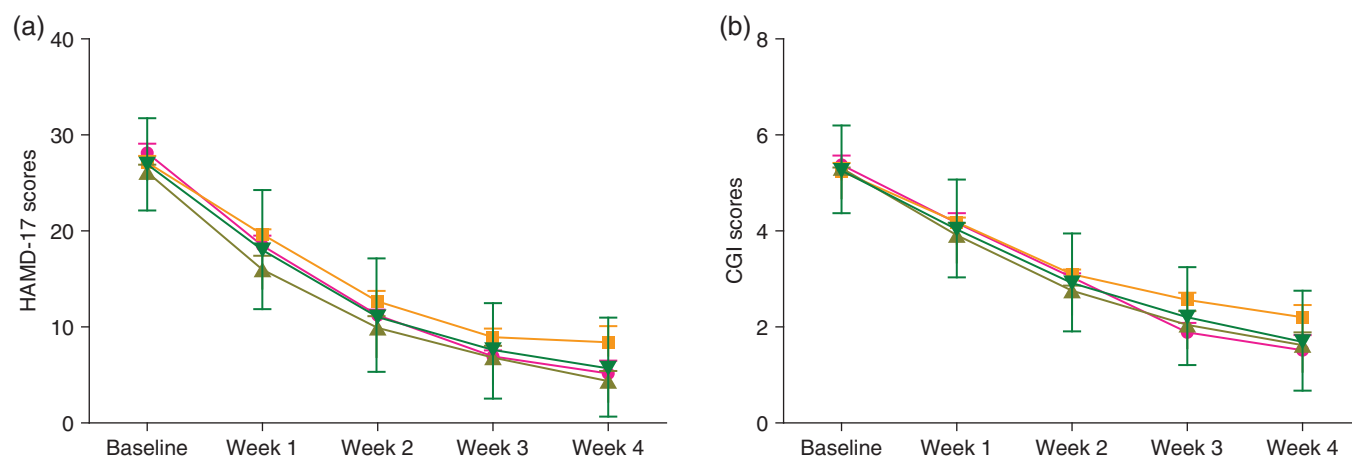 (a)
40
30
20
10
0
HAMD-17 scores
Baseline
Week 1
Week 2
Week 3
Week 4
(b)
8
6
4
2
0
CGI scores
Baseline
Week 1
Week 2
Week 3
Week 4